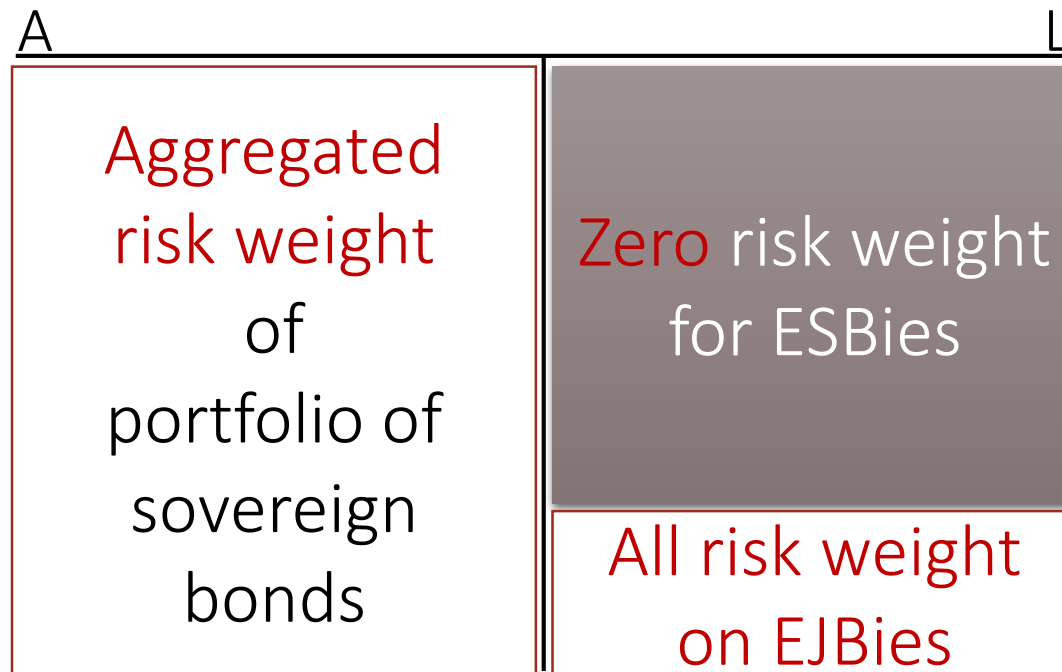 A
L
Aggregated
risk weight
of
portfolio of
sovereign
bonds
Zero risk weight
for ESBies
All risk weight
on EJBies